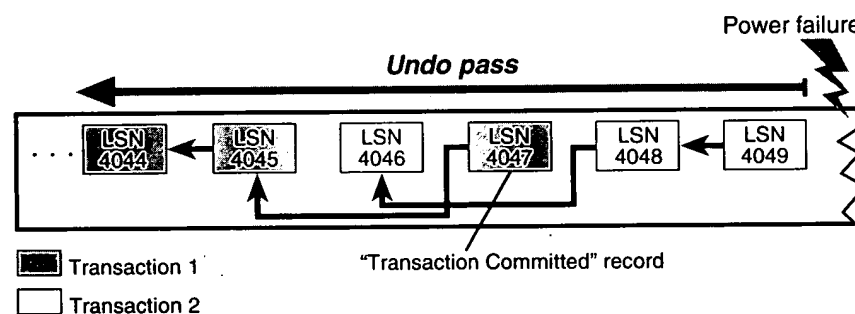 Power failure
Undo pass
. . .
LSN
4044
LSN
4045
LSN
4046
LSN
4047
LSN
4048
LSN
4049
Transaction 1
"Transaction Committed" record
Transaction 2